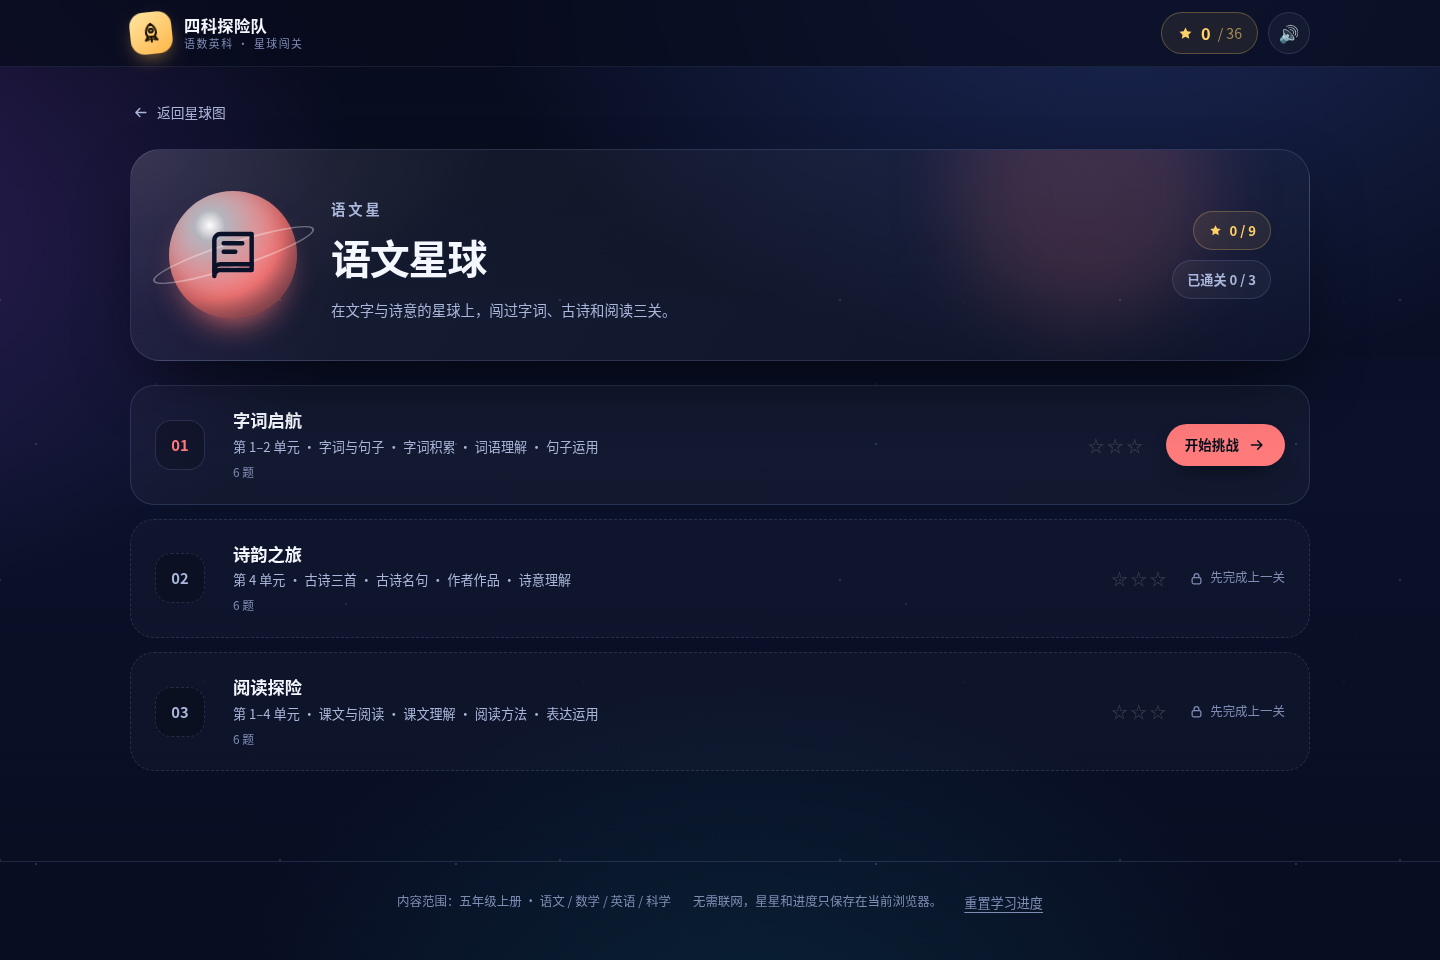 四科探险队
语数英科 · 星球闯关
★ 0 / 36
返回星球图
语文星
语文星球
在文字与诗意的星球上，闯过字词、古诗和阅读三关。
★ 0 / 9
已通关 0 / 3
01
字词启航
第 1–2 单元 · 字词与句子 · 字词积累 · 词语理解 · 句子运用
6 题
☆☆☆
开始挑战 →
02
诗韵之旅
第 4 单元 · 古诗三首 · 古诗名句 · 作者作品 · 诗意理解
6 题
☆☆☆
先完成上一关
03
阅读探险
第 1–4 单元 · 课文与阅读 · 课文理解 · 阅读方法 · 表达运用
6 题
☆☆☆
先完成上一关
内容范围：五年级上册 · 语文 / 数学 / 英语 / 科学 无需联网，星星和进度只保存在当前浏览器。 重置学习进度